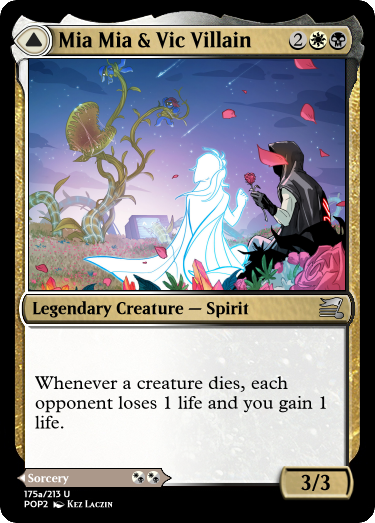 Mia Mia & Vic Villain 2
Legendary Creature — Spirit
Whenever a creature dies, each
opponent loses 1 life and you gain 1
life.
Sorcery
3/3
175a/213 U
POP2 Kez Laczin